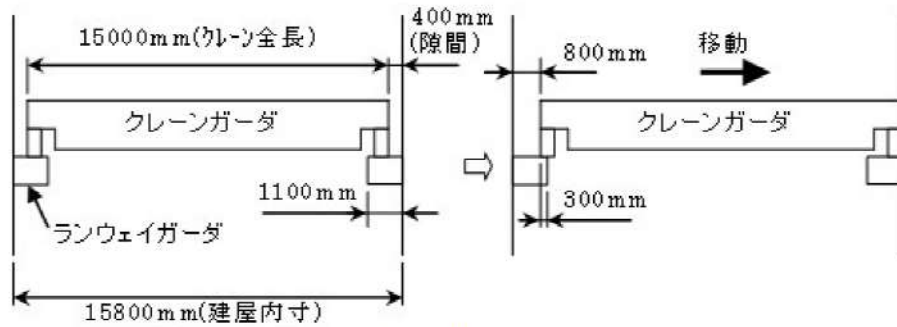 15000mm(クレーン全長)
400mm
(隙間)
クレーンガーダ
1100mm
ランウェイガーダ
15800mm(建屋内寸)
800mm
移動
クレーンガーダ
300mm